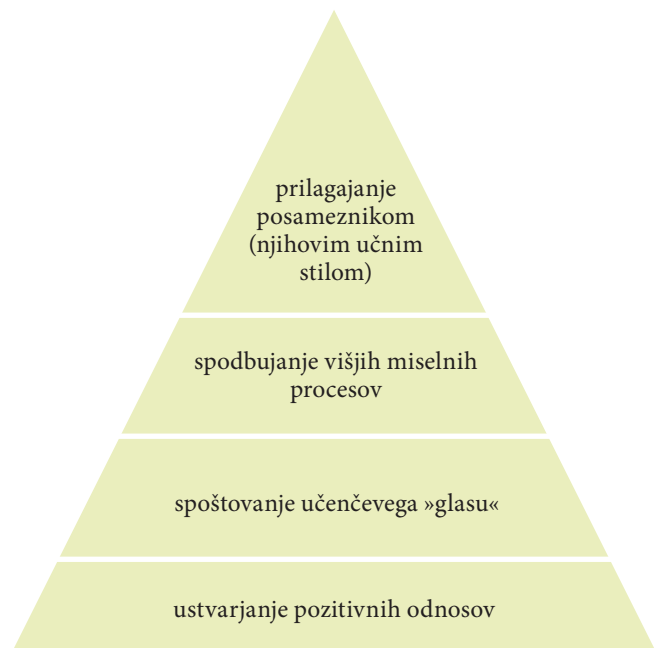 prilagajanje
posameznikom
(njihovim učnim
stilom)
spodbujanje višjih miselnih
procesov
spoštovanje učenčevega »glasu«
ustvarjanje pozitivnih odnosov